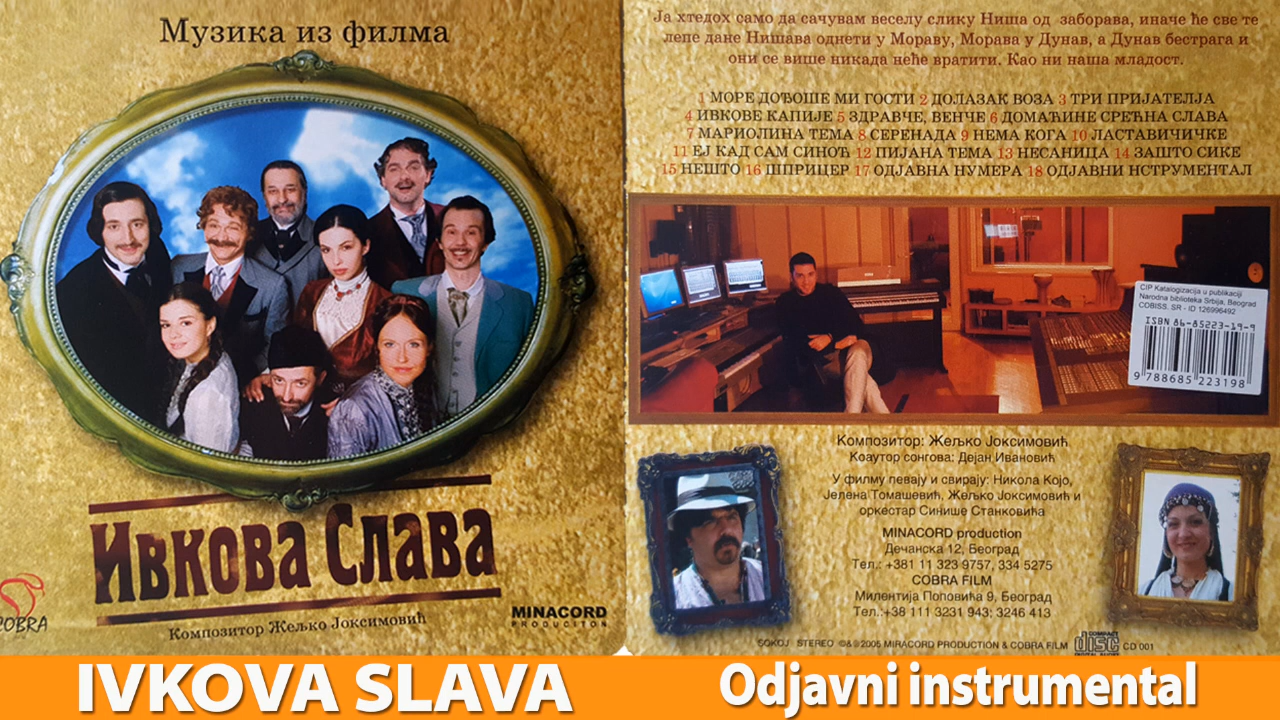 Музика из филма
Ивкова Слава
Композитор Жељко Јоксимовић
COBRA
MINACORD
PRODUCITON
Ја хтедох само да сачувам веселу слику Ниша од заборава, иначе ће све те
лепе дане Нишава однети у Мораву, Морава у Дунав, а Дунав бестрага и
они се више никада неће вратити. Као ни наша младост.
1 МОРЕ ДОЂОШЕ МИ ГОСТИ 2 ДОЛАЗАК ВОЗА 3 ТРИ ПРИЈАТЕЛЈА
4 ИВКОВЕ КАПИЈЕ 5 ЗДРАВЧЕ, ВЕНЧЕ 6 ДОМАЋИНЕ СРЕЋНА СЛАВА
7 МАРИОЛИНА ТЕМА 8 СЕРЕНАДА 9 НЕМА КОГА 10 ЛАСТАВИЧИЧКЕ
11 ЕЈ КАД САМ СИНОЋ 12 ПИЈАНА ТЕМА 13 НЕСАНИЦА 14 ЗАШТО СИКЕ
15 НЕШТО 16 ШПРИЦЕР 17 ОДЈАВНА НУМЕРА 18 ОДЈАВНИ НСТРУМЕНТАЛ
CIP Katalogizacija u publikaciji
Narodna biblioteka Srbija, Beograd
COBISS. SR - ID 126996492
ISBN 86-85223-19-9
9 788685 223198
Композитор: Жељко Јоксимовић
Коаутор сонгова: Дејан Ивановић
У филму певају и свирају: Никола Којо,
Јелена Томашевић, Жељко Јоксимовић и
оркестар Синише Станковића
MINACORD production
Дечанска 12, Београд
Тел.: +381 11 323 9757, 334 5275
COBRA FILM
Милентија Поповића 9, Београд
Тел.:+38 111 3231 943; 3246 413
SOKOJ STEREO ©&℗ 2005 MIRACORD PRODUCTION & COBRA FILM COMPACT disc DIGITAL AUDIO CD 001
IVKOVA SLAVA
Odjavni instrumental